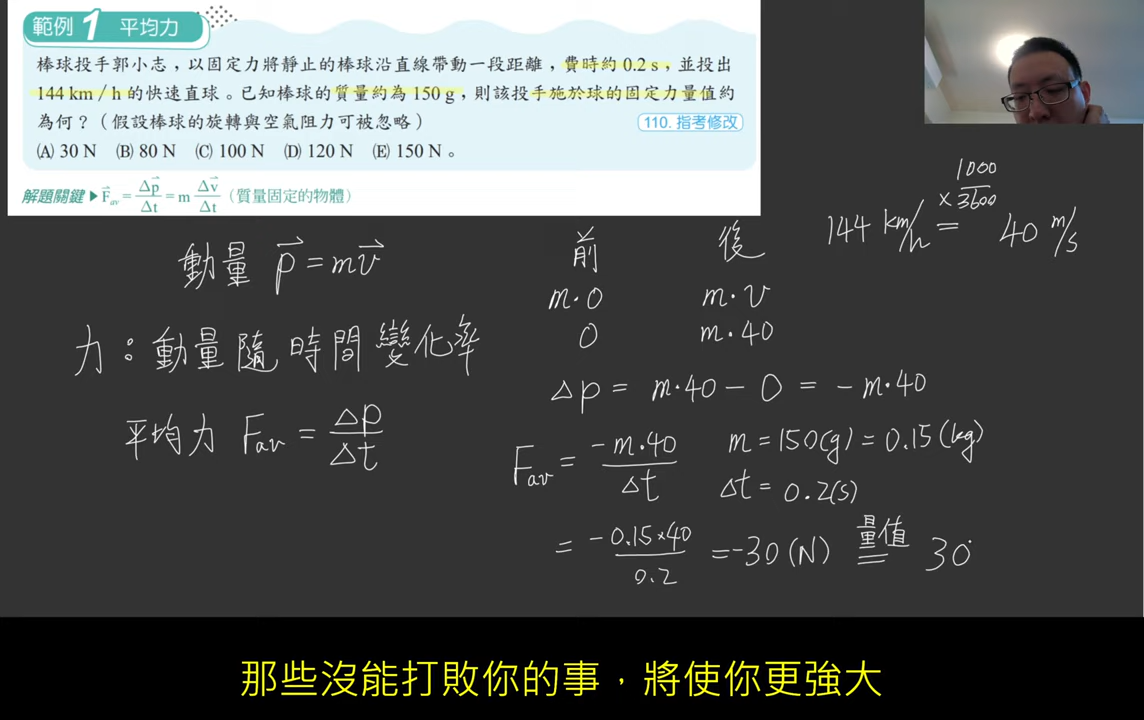 範例1 平均力
棒球投手郭小志，以固定力將靜止的棒球沿直線帶動一段距離，費時約 0.2 s，並投出
144 km / h 的快速直球。已知棒球的質量約為 150 g，則該投手施於球的固定力量值約
為何？（假設棒球的旋轉與空氣阻力可被忽略）
110. 指考修改
(A) 30 N (B) 80 N (C) 100 N (D) 120 N (E) 150 N。
解題關鍵▶F⃗av = Δp⃗/Δt = m Δv⃗/Δt（質量固定的物體）
144 km/h = ×1000/3600 40 m/s
動量 p⃗ = mv⃗
力：動量隨時間變化率
平均力 Fav = Δp/Δt
前 後
m·0 m·v
0 m·40
Δp = m·40 − 0 = −m·40
Fav = −m·40/Δt m = 150(g) = 0.15(kg)
Δt = 0.2(s)
= −0.15×40/0.2 = −30 (N) 量值 = 30
那些沒能打敗你的事，將使你更強大